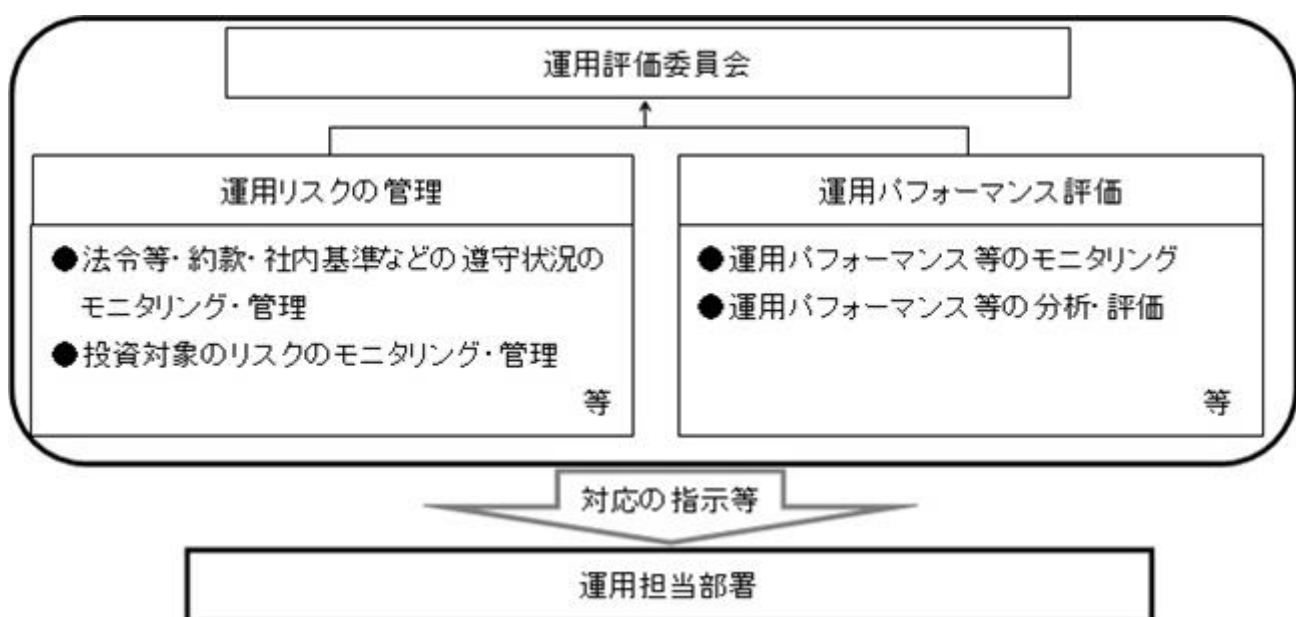 運用評価委員会
運用リスクの管理
●法令等・約款・社内基準などの遵守状況の
モニタリング・管理
●投資対象のリスクのモニタリング・管理
等
運用パフォーマンス評価
●運用パフォーマンス等のモニタリング
●運用パフォーマンス等の分析・評価
等
対応の指示等
運用担当部署